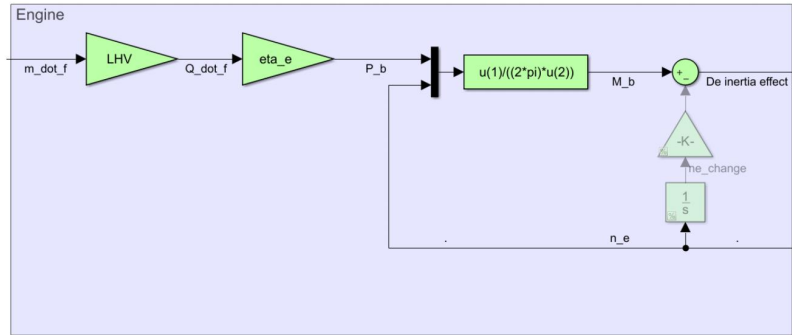 Engine
LHV
eta_e
u(1)/((2*pi)*u(2))
+
_
m_dot_f
Q_dot_f
P_b
M_b
De inertia effect
-K-
ne_change
1
s
.
n_e
.